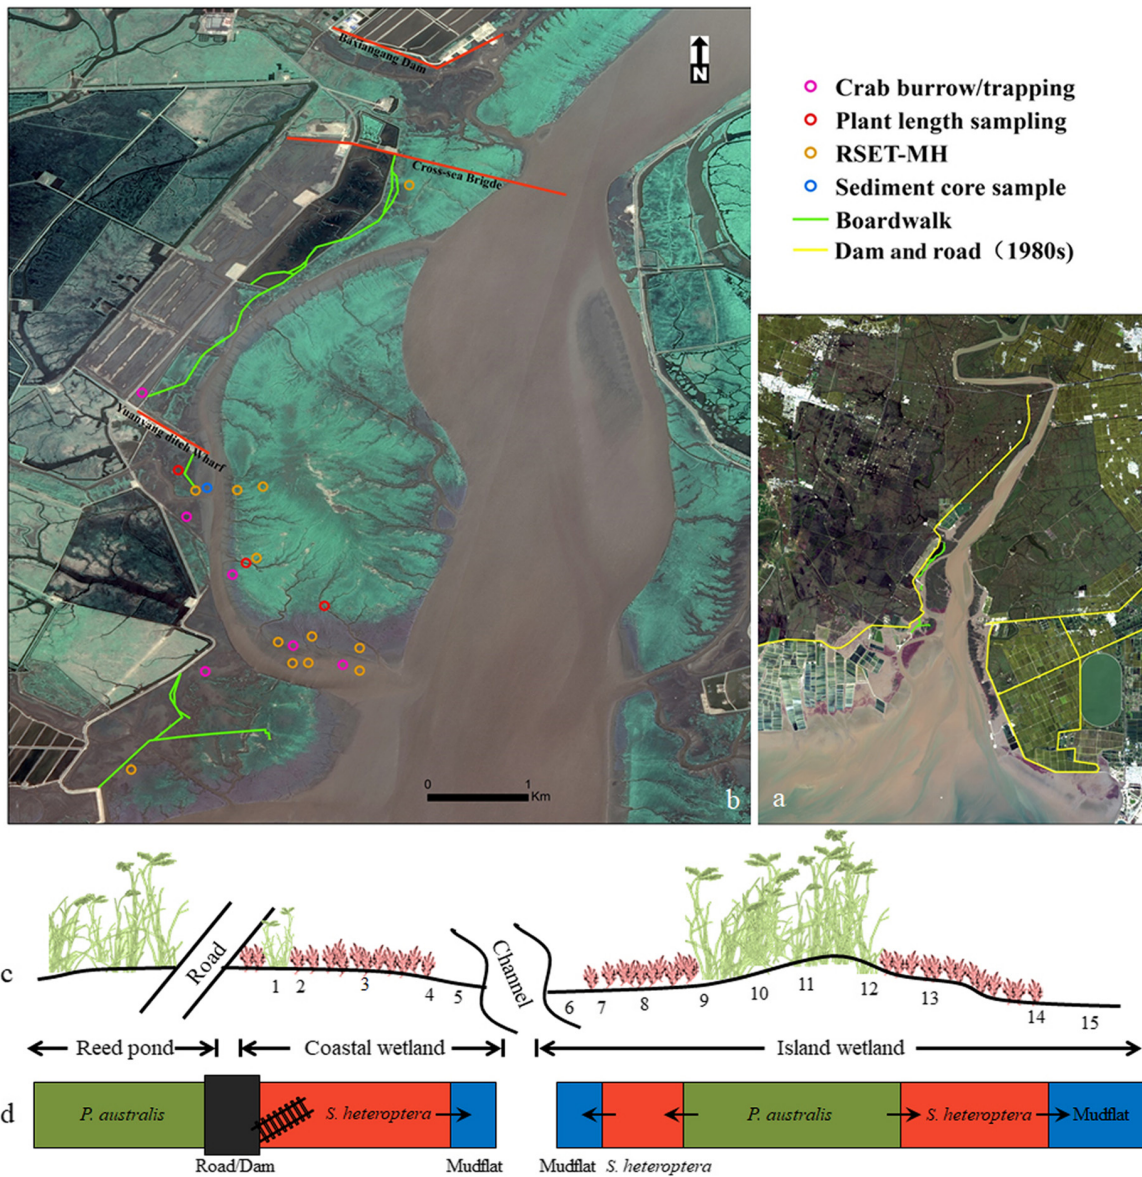 Baxiangang Dam
N
Cross-sea Brigde
Yuanyang ditch Wharf
0 1
Km
b
Crab burrow/trapping
Plant length sampling
RSET-MH
Sediment core sample
Boardwalk
Dam and road（1980s)
a
c
Road
Channel
1 2 3 4 5 6 7 8 9 10 11 12 13 14 15
Reed pond Coastal wetland Island wetland
d
P. australis S. heteroptera P. australis S. heteroptera Mudflat
Road/Dam Mudflat Mudflat S. heteroptera